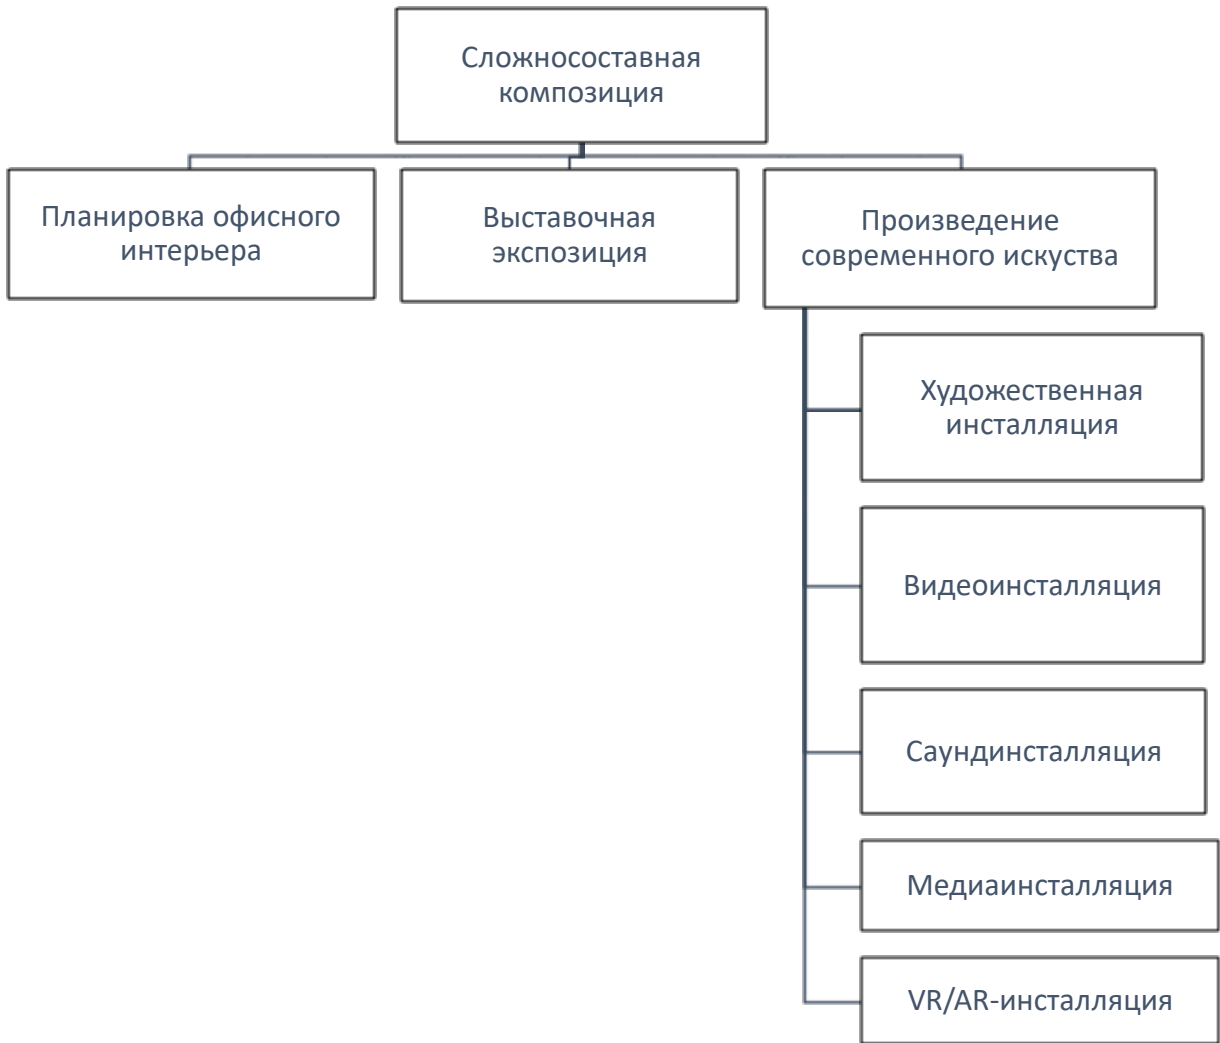 Сложносоставная
композиция
Планировка офисного
интерьера
Выставочная
экспозиция
Произведение
современного искуства
Художественная
инсталляция
Видеоинсталляция
Саундинсталляция
Медиаинсталляция
VR/AR-инсталляция